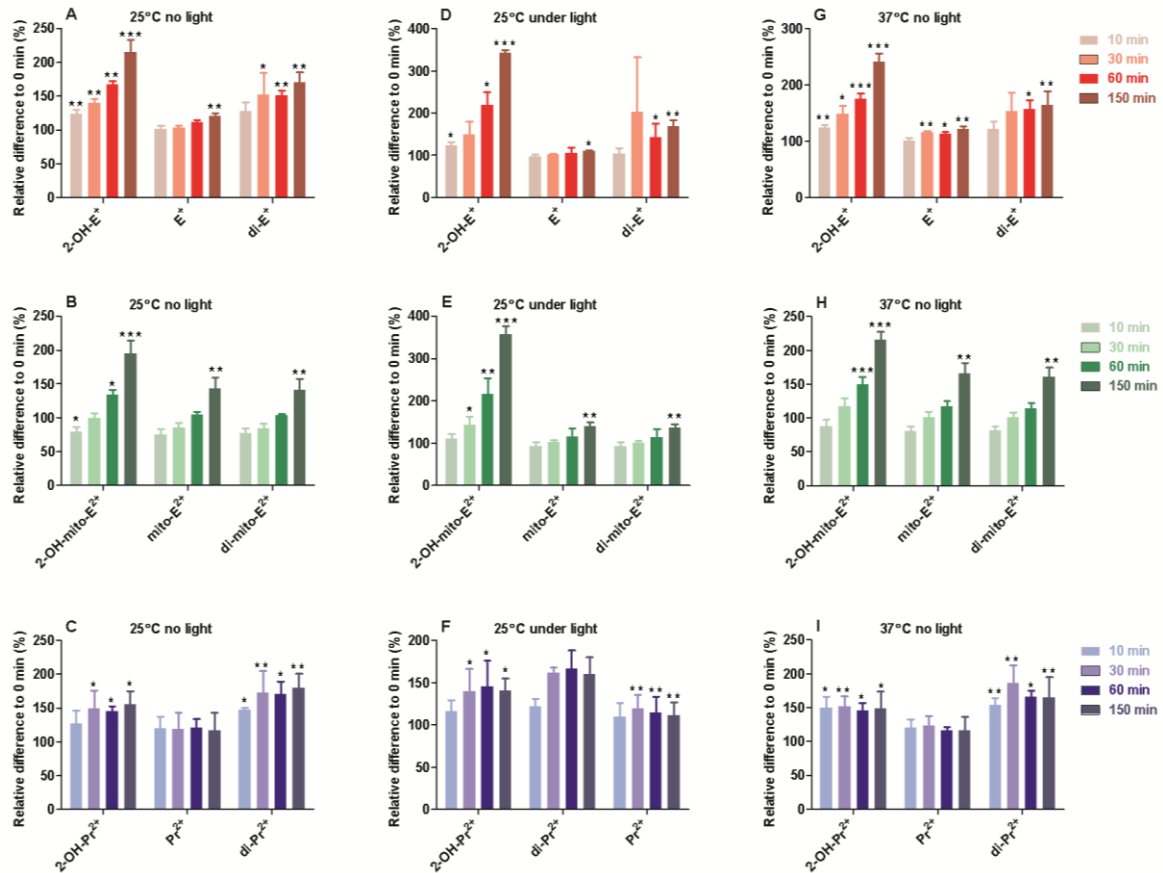 A
25°C no light
Relative difference to 0 min (%)
250
200
150
100
50
0
** ** ** ***
**
* ** **
2-OH-E+
E+
di-E+
D
25°C under light
Relative difference to 0 min (%)
400
300
200
100
0
* * ***
*
* **
2-OH-E+
E+
di-E+
G
37°C no light
Relative difference to 0 min (%)
300
200
100
0
** * *** ***
** * **
* **
2-OH-E+
E+
di-E+
10 min
30 min
60 min
150 min
B
25°C no light
Relative difference to 0 min (%)
250
200
150
100
50
0
* * ***
**
**
2-OH-mito-E2+
mito-E2+
di-mito-E2+
E
25°C under light
Relative difference to 0 min (%)
400
300
200
100
0
* ** ***
**
**
2-OH-mito-E2+
mito-E2+
di-mito-E2+
H
37°C no light
Relative difference to 0 min (%)
250
200
150
100
50
0
*** ***
**
**
2-OH-mito-E2+
mito-E2+
di-mito-E2+
10 min
30 min
60 min
150 min
C
25°C no light
Relative difference to 0 min (%)
250
200
150
100
50
0
* * *
* ** * **
2-OH-Pr2+
Pr2+
di-Pr2+
F
25°C under light
Relative difference to 0 min (%)
200
150
100
50
0
* * *
** ** **
2-OH-Pr2+
di-Pr2+
Pr2+
I
37°C no light
Relative difference to 0 min (%)
250
200
150
100
50
0
* ** * *
** ** * **
2-OH-Pr2+
Pr2+
di-Pr2+
10 min
30 min
60 min
150 min